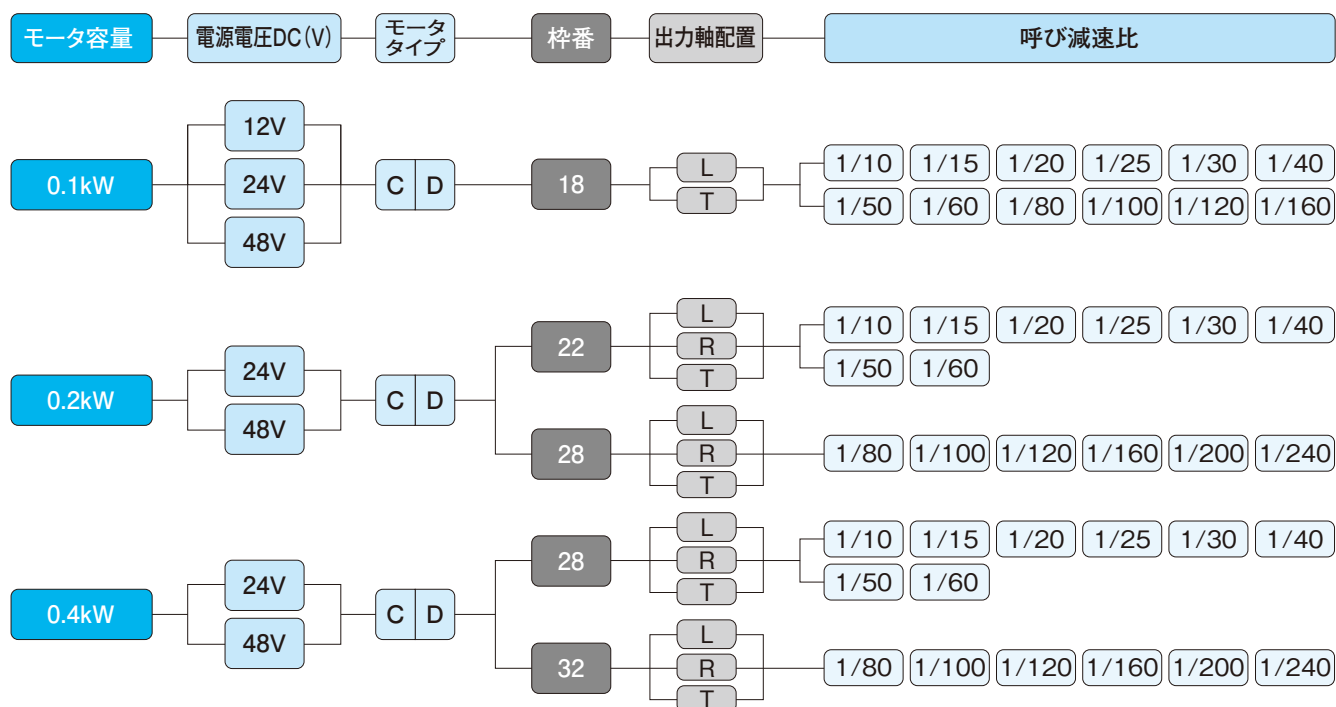 モータ容量 電源電圧DC(V) モータタイプ 枠番 出力軸配置 呼び減速比
12V
24V
48V
0.1kW
C D
18
L
T
1/10 1/15 1/20 1/25 1/30 1/40
1/50 1/60 1/80 1/100 1/120 1/160
0.2kW
24V
48V
C D
22
L
R
T
1/10 1/15 1/20 1/25 1/30 1/40
1/50 1/60
28
L
R
T
1/80 1/100 1/120 1/160 1/200 1/240
0.4kW
24V
48V
C D
28
L
R
T
1/10 1/15 1/20 1/25 1/30 1/40
1/50 1/60
32
L
R
T
1/80 1/100 1/120 1/160 1/200 1/240